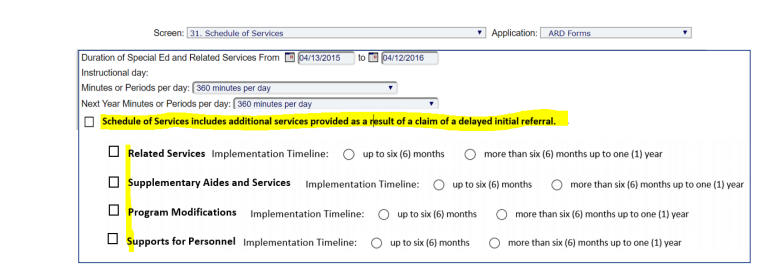 Screen: 31. Schedule of Services Application: ARD Forms
Duration of Special Ed and Related Services From 04/13/2015 to 04/12/2016
Instructional day:
Minutes or Periods per day: 360 minutes per day
Next Year Minutes or Periods per day: 360 minutes per day
Schedule of Services includes additional services provided as a result of a claim of a delayed initial referral.
Related Services Implementation Timeline: up to six (6) months more than six (6) months up to one (1) year
Supplementary Aides and Services Implementation Timeline: up to six (6) months more than six (6) months up to one (1) year
Program Modifications Implementation Timeline: up to six (6) months more than six (6) months up to one (1) year
Supports for Personnel Implementation Timeline: up to six (6) months more than six (6) months up to one (1) year